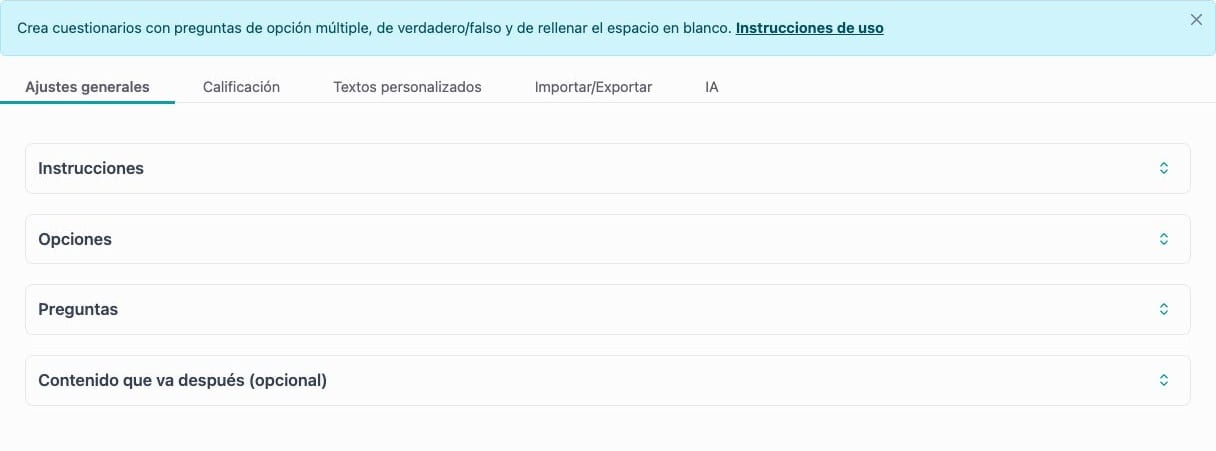 Crea cuestionarios con preguntas de opción múltiple, de verdadero/falso y de rellenar el espacio en blanco. Instrucciones de uso
Ajustes generales Calificación Textos personalizados Importar/Exportar IA
Instrucciones
Opciones
Preguntas
Contenido que va después (opcional)